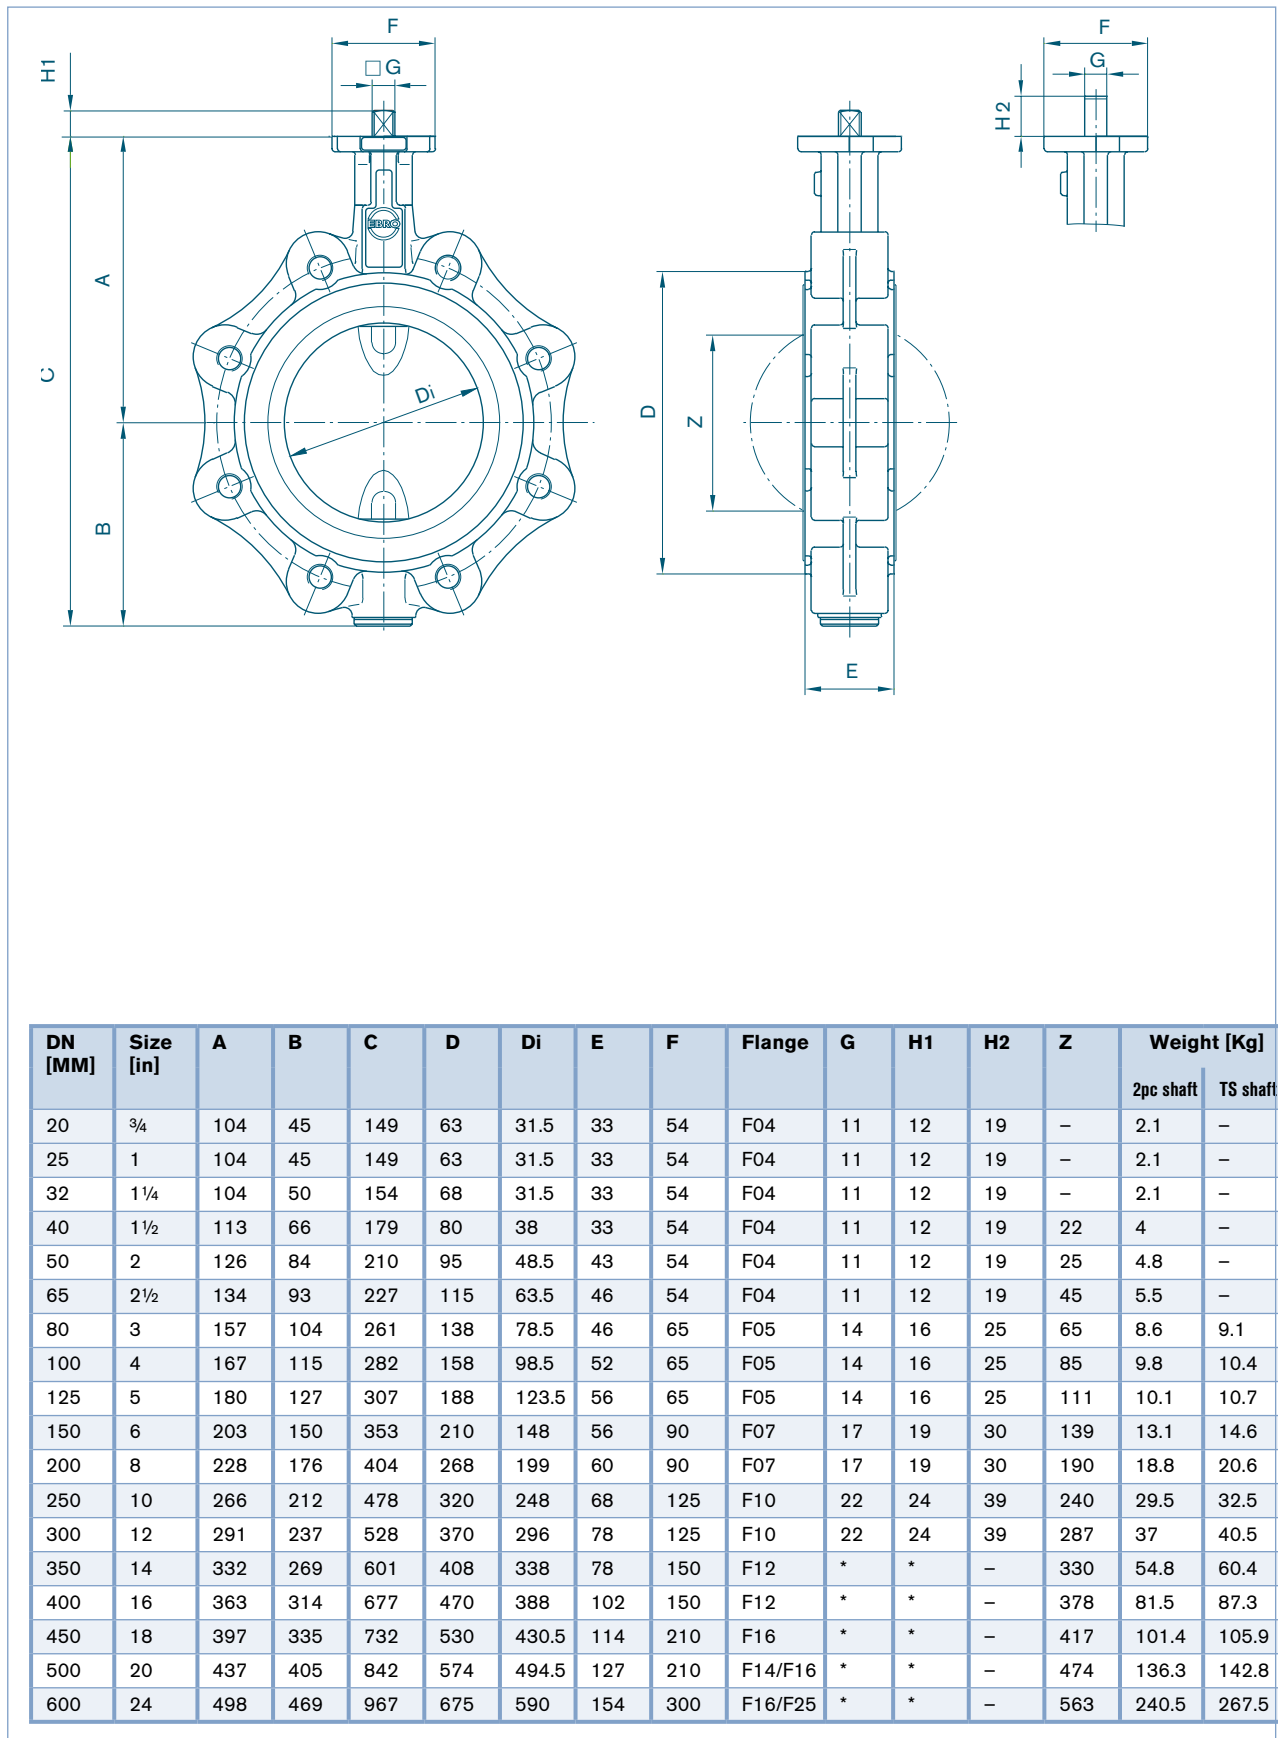 F
F
H1
□ G
G
H2
EBRO
A
C
Di
D
Z
B
E
DN [MM] Size [in] A B C D Di E F Flange G H1 H2 Z Weight [Kg]
2pc shaft TS shaft
20 ¾ 104 45 149 63 31.5 33 54 F04 11 12 19 – 2.1 –
25 1 104 45 149 63 31.5 33 54 F04 11 12 19 – 2.1 –
32 1¼ 104 50 154 68 31.5 33 54 F04 11 12 19 – 2.1 –
40 1½ 113 66 179 80 38 33 54 F04 11 12 19 22 4 –
50 2 126 84 210 95 48.5 43 54 F04 11 12 19 25 4.8 –
65 2½ 134 93 227 115 63.5 46 54 F04 11 12 19 45 5.5 –
80 3 157 104 261 138 78.5 46 65 F05 14 16 25 65 8.6 9.1
100 4 167 115 282 158 98.5 52 65 F05 14 16 25 85 9.8 10.4
125 5 180 127 307 188 123.5 56 65 F05 14 16 25 111 10.1 10.7
150 6 203 150 353 210 148 56 90 F07 17 19 30 139 13.1 14.6
200 8 228 176 404 268 199 60 90 F07 17 19 30 190 18.8 20.6
250 10 266 212 478 320 248 68 125 F10 22 24 39 240 29.5 32.5
300 12 291 237 528 370 296 78 125 F10 22 24 39 287 37 40.5
350 14 332 269 601 408 338 78 150 F12 * * – 330 54.8 60.4
400 16 363 314 677 470 388 102 150 F12 * * – 378 81.5 87.3
450 18 397 335 732 530 430.5 114 210 F16 * * – 417 101.4 105.9
500 20 437 405 842 574 494.5 127 210 F14/F16 * * – 474 136.3 142.8
600 24 498 469 967 675 590 154 300 F16/F25 * * – 563 240.5 267.5